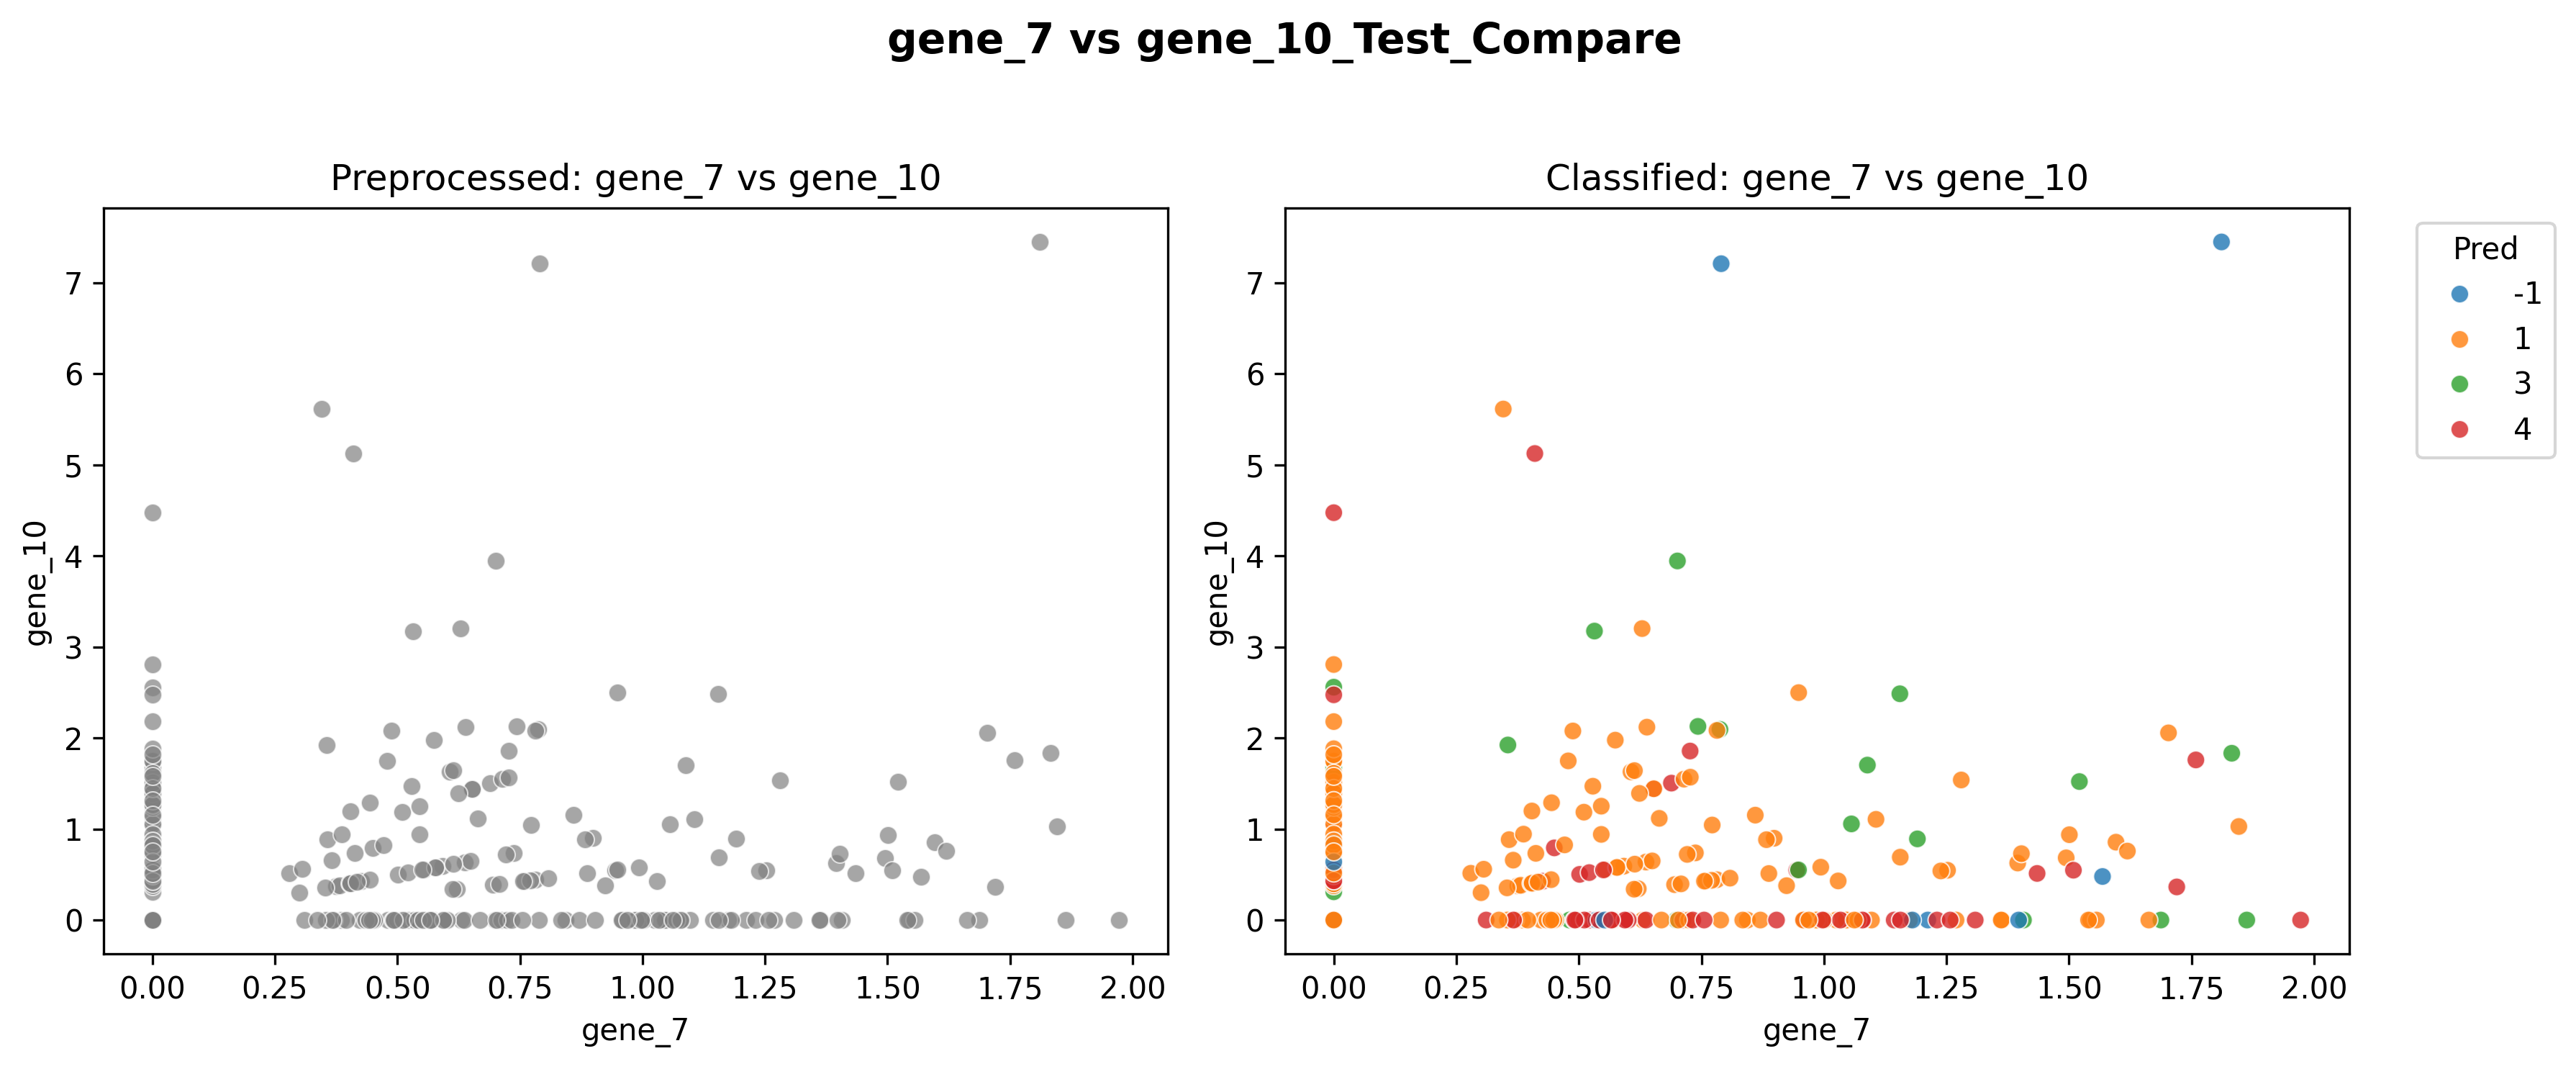 gene_7 vs gene_10_Test_Compare
Preprocessed: gene_7 vs gene_10
7
6
5
4
3
2
1
0
gene_10
0.00 0.25 0.50 0.75 1.00 1.25 1.50 1.75 2.00
gene_7
Classified: gene_7 vs gene_10
7
6
5
4
3
2
1
0
gene_10
0.00 0.25 0.50 0.75 1.00 1.25 1.50 1.75 2.00
gene_7
Pred
-1
1
3
4